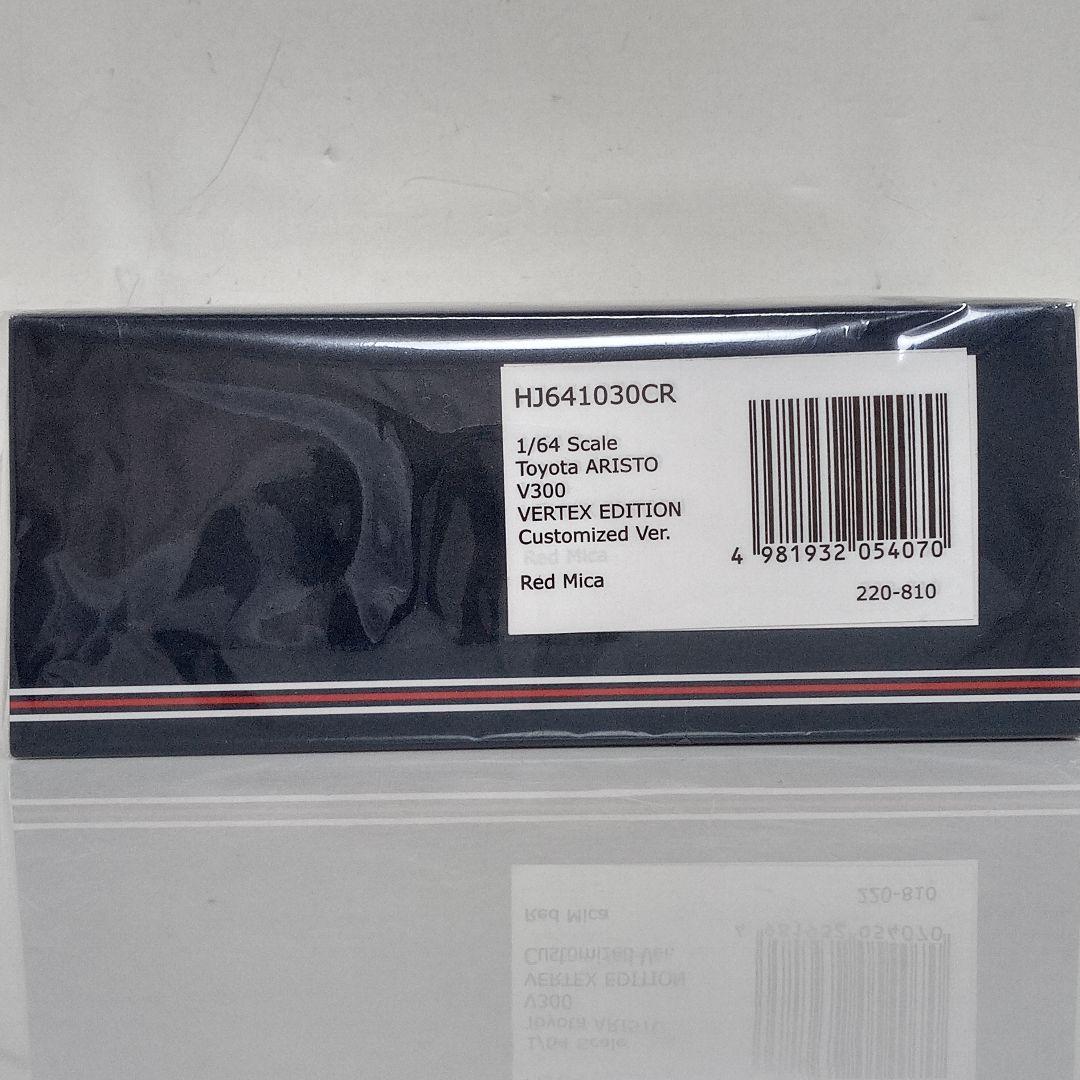 HJ641030CR
1/64 Scale
Toyota ARISTO
V300
VERTEX EDITION
Customized Ver.
Red Mica
Red Mica
4 981932 054070
220-810